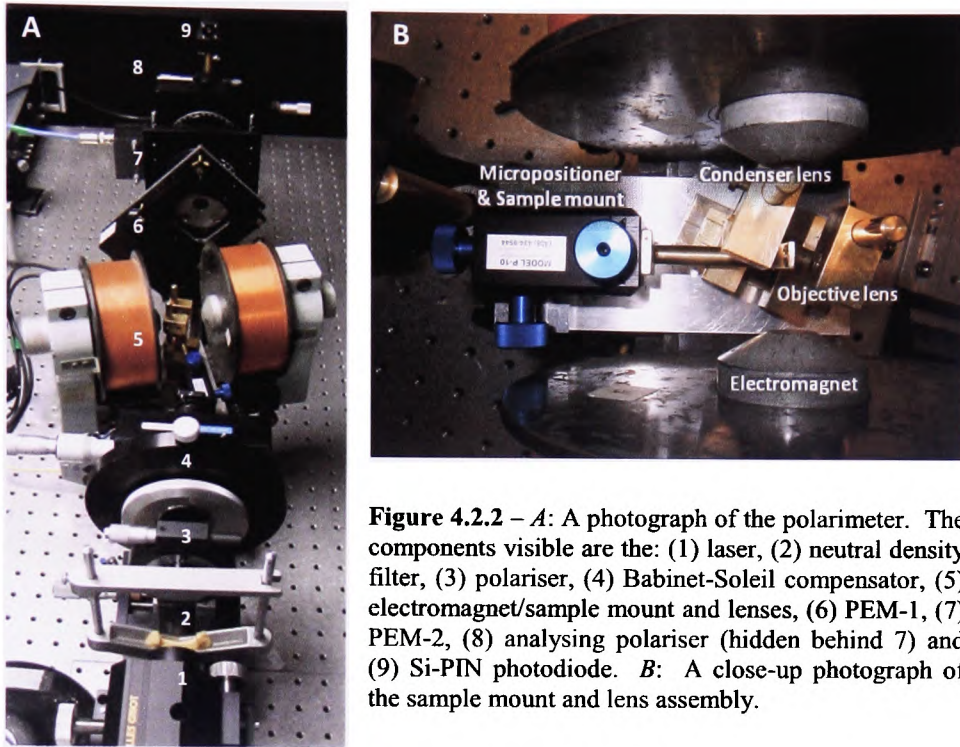 A
9
8
7
6
5
4
3
2
1
LLES GRIOT
B
Micropositioner
& Sample mount
Condenser lens
MODEL P-10
Objective lens
Electromagnet
Figure 4.2.2 – A: A photograph of the polarimeter. The
components visible are the: (1) laser, (2) neutral density
filter, (3) polariser, (4) Babinet-Soleil compensator, (5)
electromagnet/sample mount and lenses, (6) PEM-1, (7)
PEM-2, (8) analysing polariser (hidden behind 7) and
(9) Si-PIN photodiode. B: A close-up photograph of
the sample mount and lens assembly.